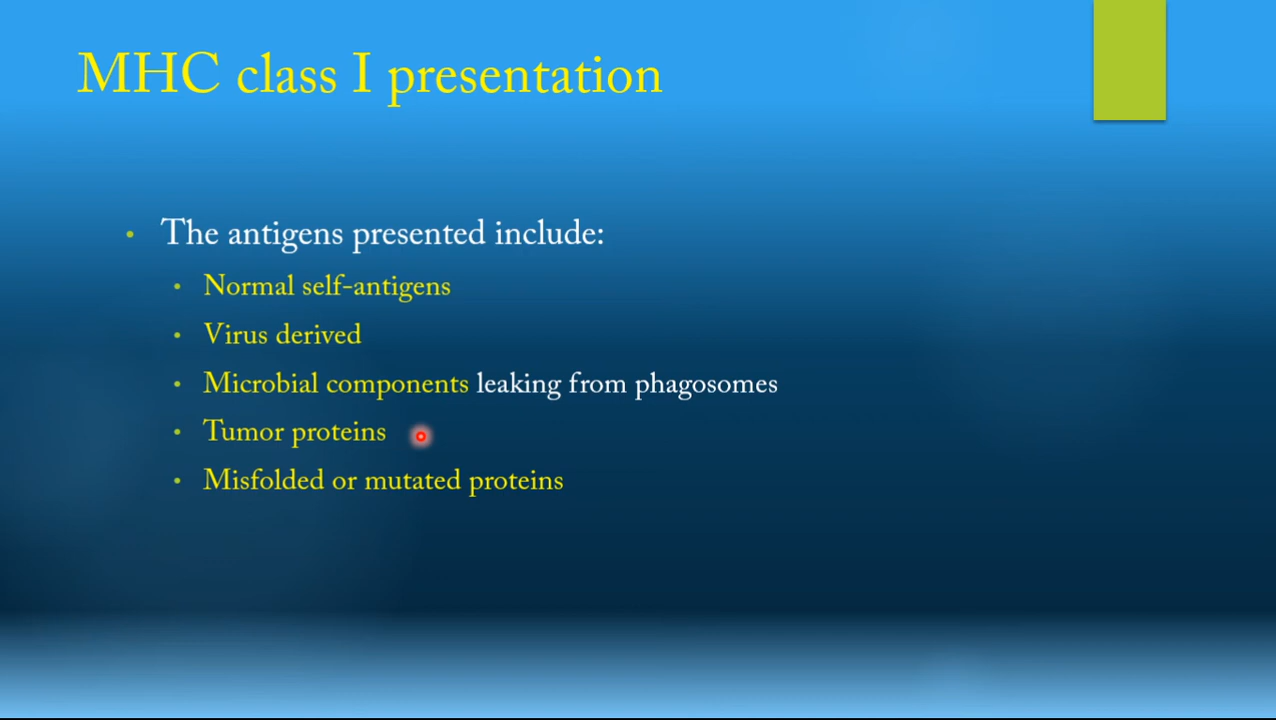 MHC class I presentation
• The antigens presented include:
• Normal self-antigens
• Virus derived
• Microbial components leaking from phagosomes
• Tumor proteins
• Misfolded or mutated proteins